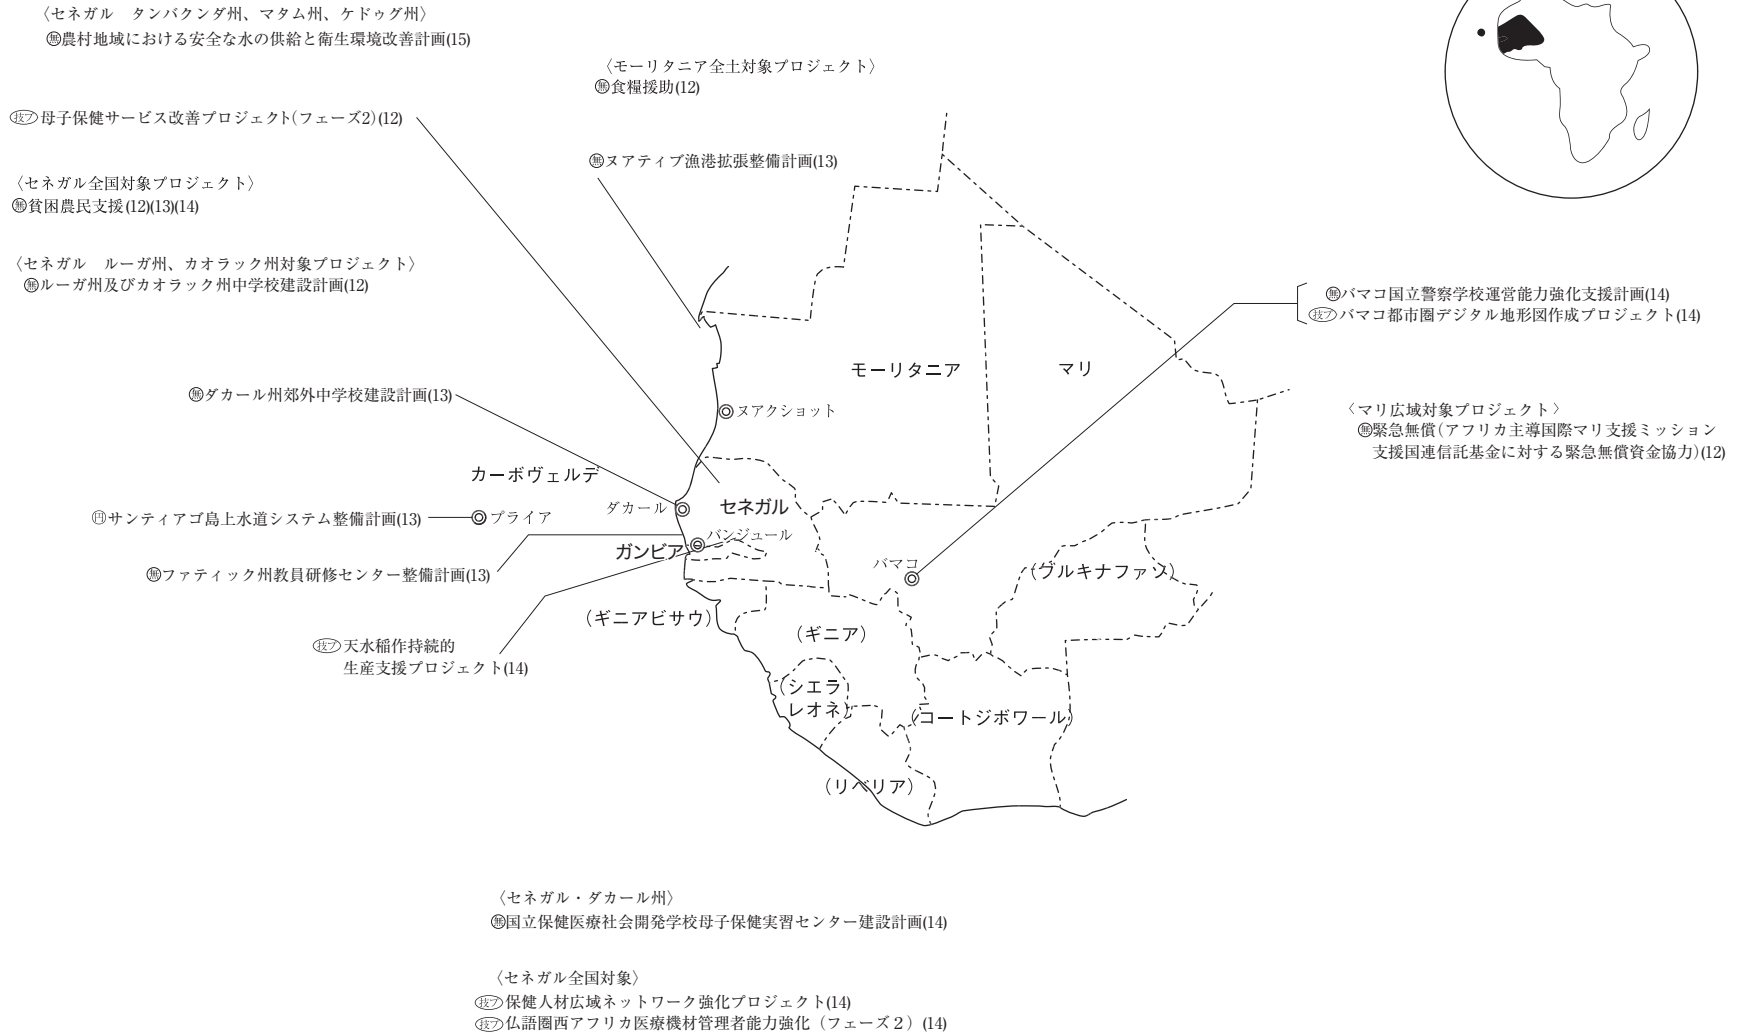 〈セネガル　タンバクンダ州、マタム州、ケドゥグ州〉
㊒農村地域における安全な水の供給と衛生環境改善計画(15)
〈モーリタニア全土対象プロジェクト〉
無食糧援助(12)
技プ母子保健サービス改善プロジェクト(フェーズ2)(12)
無ヌアティブ漁港拡張整備計画(13)
〈セネガル全国対象プロジェクト〉
無貧困農民支援(12)(13)(14)
〈セネガル　ルーガ州、カオラック州対象プロジェクト〉
無ルーガ州及びカオラック州中学校建設計画(12)
無バマコ国立警察学校運営能力強化支援計画(14)
技プバマコ都市圏デジタル地形図作成プロジェクト(14)
モーリタニア
マリ
無ダカール州郊外中学校建設計画(13)
ヌアクショット
〈マリ広域対象プロジェクト〉
無緊急無償(アフリカ主導国際マリ支援ミッション
支援国連信託基金に対する緊急無償資金協力)(12)
カーボヴェルデ
ダカール
セネガル
円サンティアゴ島上水道システム整備計画(13)
プライア
バンジュール
ガンビア
バマコ
無ファティック州教員研修センター整備計画(13)
(ブルキナファソ)
(ギニアビサウ)
(ギニア)
技プ天水稲作持続的
生産支援プロジェクト(14)
(シエラ
レオネ)
(コートジボワール)
(リベリア)
〈セネガル・ダカール州〉
無国立保健医療社会開発学校母子保健実習センター建設計画(14)
〈セネガル全国対象〉
技プ保健人材広域ネットワーク強化プロジェクト(14)
技プ仏語圏西アフリカ医療機材管理者能力強化（フェーズ２）(14)